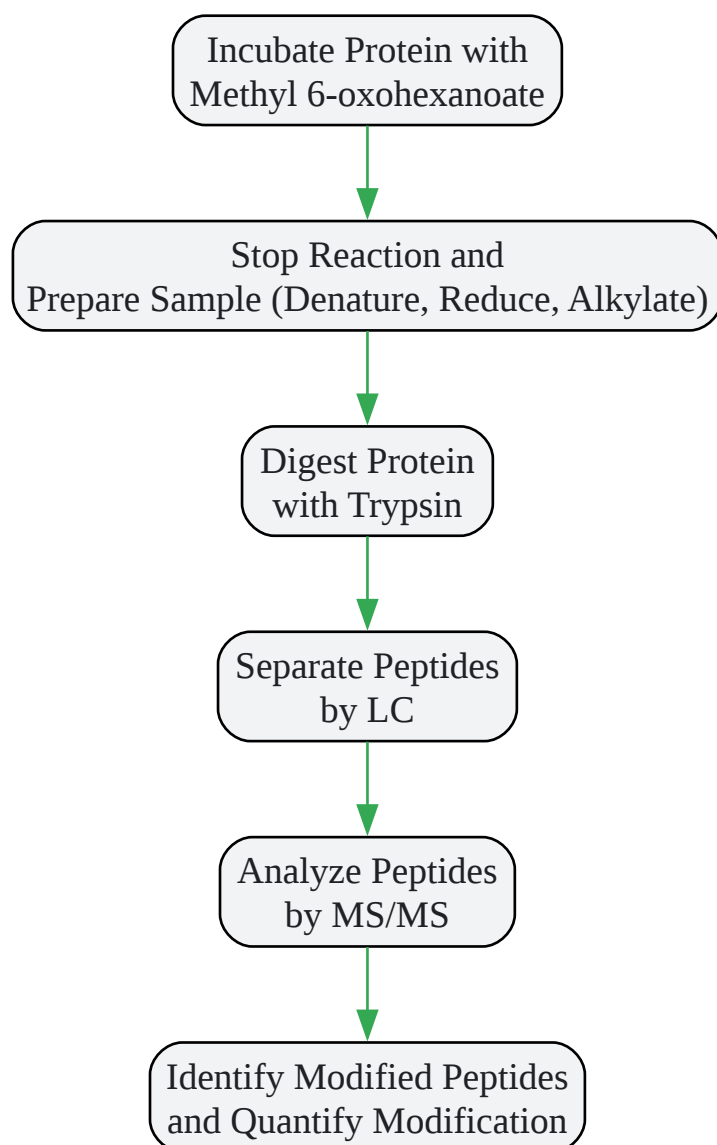 Incubate Protein with
Methyl 6-oxohexanoate
Stop Reaction and
Prepare Sample (Denature, Reduce, Alkylate)
Digest Protein
with Trypsin
Separate Peptides
by LC
Analyze Peptides
by MS/MS
Identify Modified Peptides
and Quantify Modification